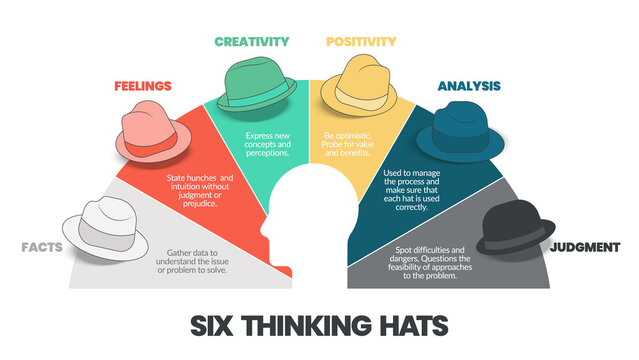 CREATIVITY
POSITIVITY
FEELINGS
ANALYSIS
Express new
concepts and
perceptions.
Be optimistic.
Probe for value
and benefits.
State hunches and
intuition without
judgment or
prejudice.
Used to manage
the process and
make sure that
each hat is used
correctly.
FACTS
Gather data to
understand the issue
or problem to solve.
Spot difficulties and
dangers, Questions the
feasibility of approaches
to the problem.
JUDGMENT
SIX THINKING HATS